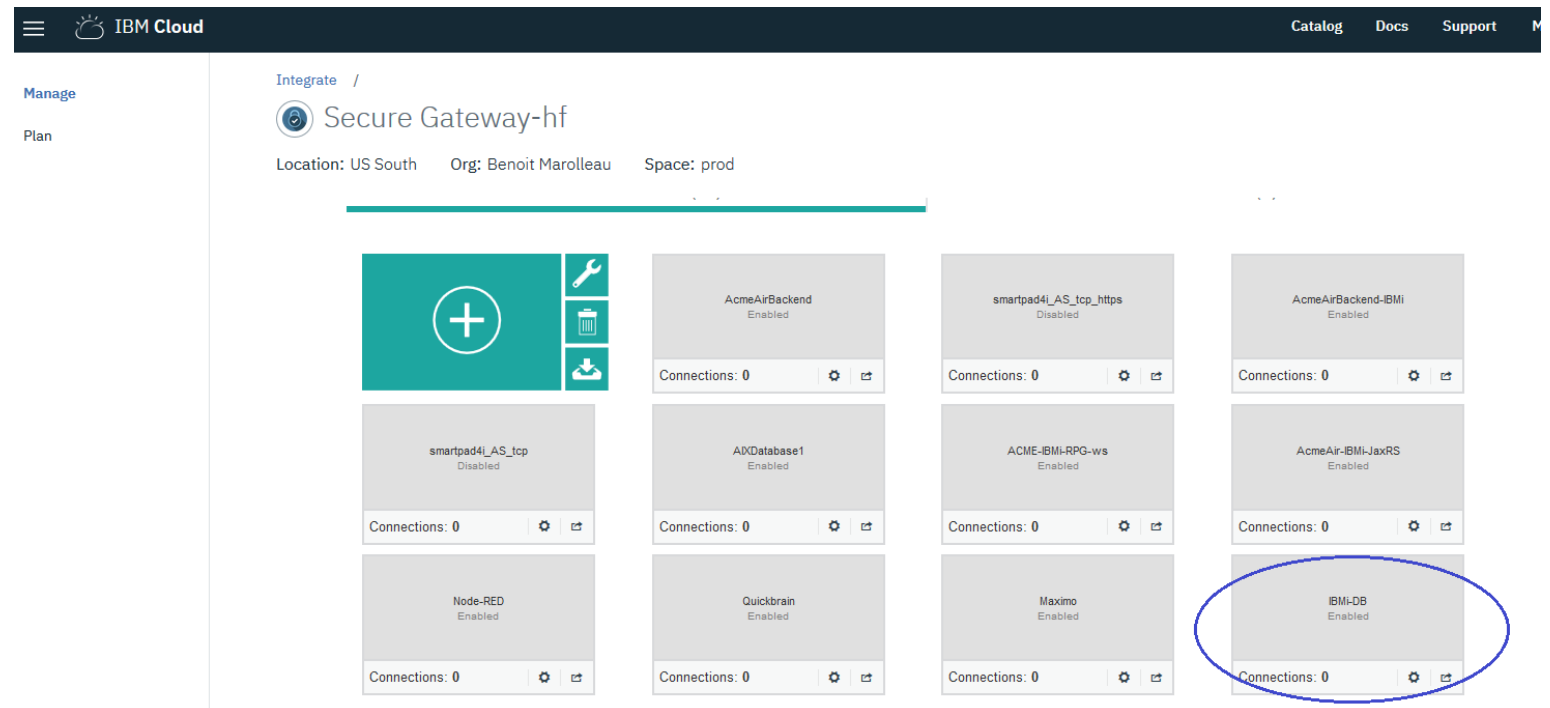 IBM Cloud
Catalog Docs Support
Manage
Plan
Integrate /
Secure Gateway-hf
Location: US South Org: Benoit Marolleau Space: prod
AcmeAirBackend
Enabled
Connections: 0
smartpad4i_AS_tcp_https
Disabled
Connections: 0
AcmeAirBackend-IBMi
Enabled
Connections: 0
smartpad4i_AS_tcp
Disabled
Connections: 0
AIXDatabase1
Enabled
Connections: 0
ACME-IBMi-RPG-ws
Enabled
Connections: 0
AcmeAir-IBMi-JaxRS
Enabled
Connections: 0
Node-RED
Enabled
Connections: 0
Quickbrain
Enabled
Connections: 0
Maximo
Enabled
Connections: 0
IBMi-DB
Enabled
Connections: 0